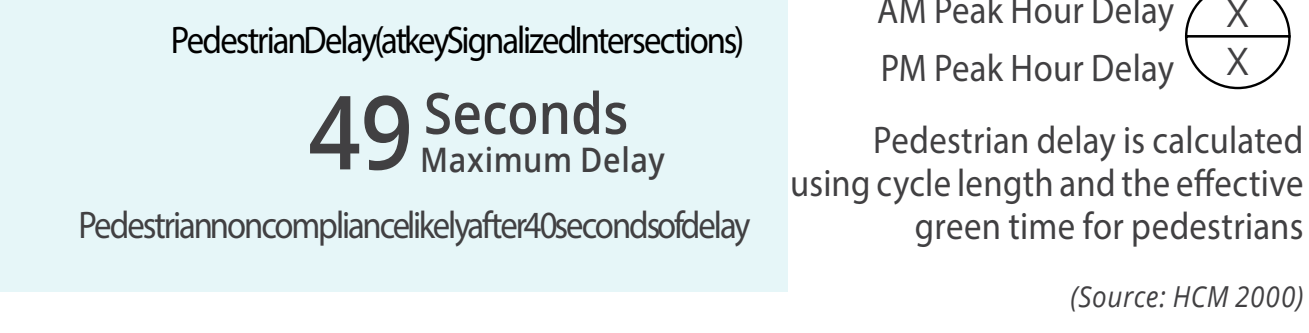 PedestrianDelay(atkeySignalizedIntersections)
49 Seconds
Maximum Delay
Pedestriannoncompliancelikelyafter40secondsofdelay
AM Peak Hour Delay X
PM Peak Hour Delay X
Pedestrian delay is calculated
using cycle length and the effective
green time for pedestrians
(Source: HCM 2000)